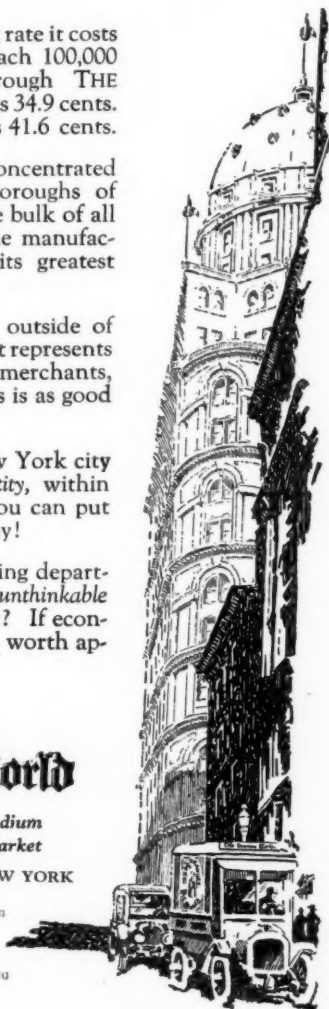 rate it costs
ach 100,000
rough THE
s 34.9 cents.
s 41.6 cents.
oncentrated
oroughs of
e bulk of all
e manufac-
its greatest
outside of
t represents
merchants,
s is as good
w York city
tity, within
ou can put
y!
ing depart-
unthinkable
? If econ-
worth ap-
orld
dium
arket
W YORK